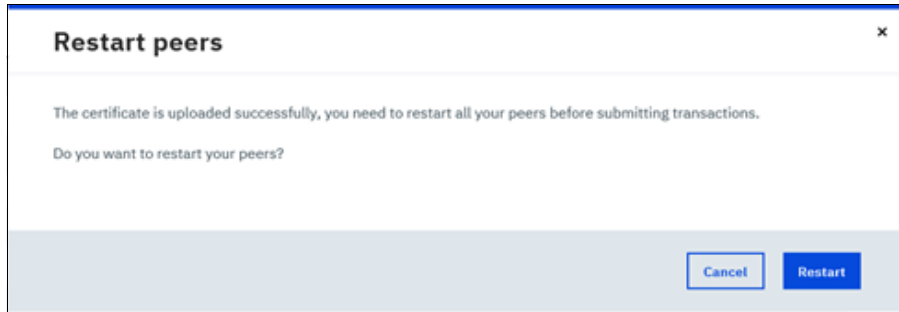 Restart peers
×
The certificate is uploaded successfully, you need to restart all your peers before submitting transactions.
Do you want to restart your peers?
Cancel
Restart